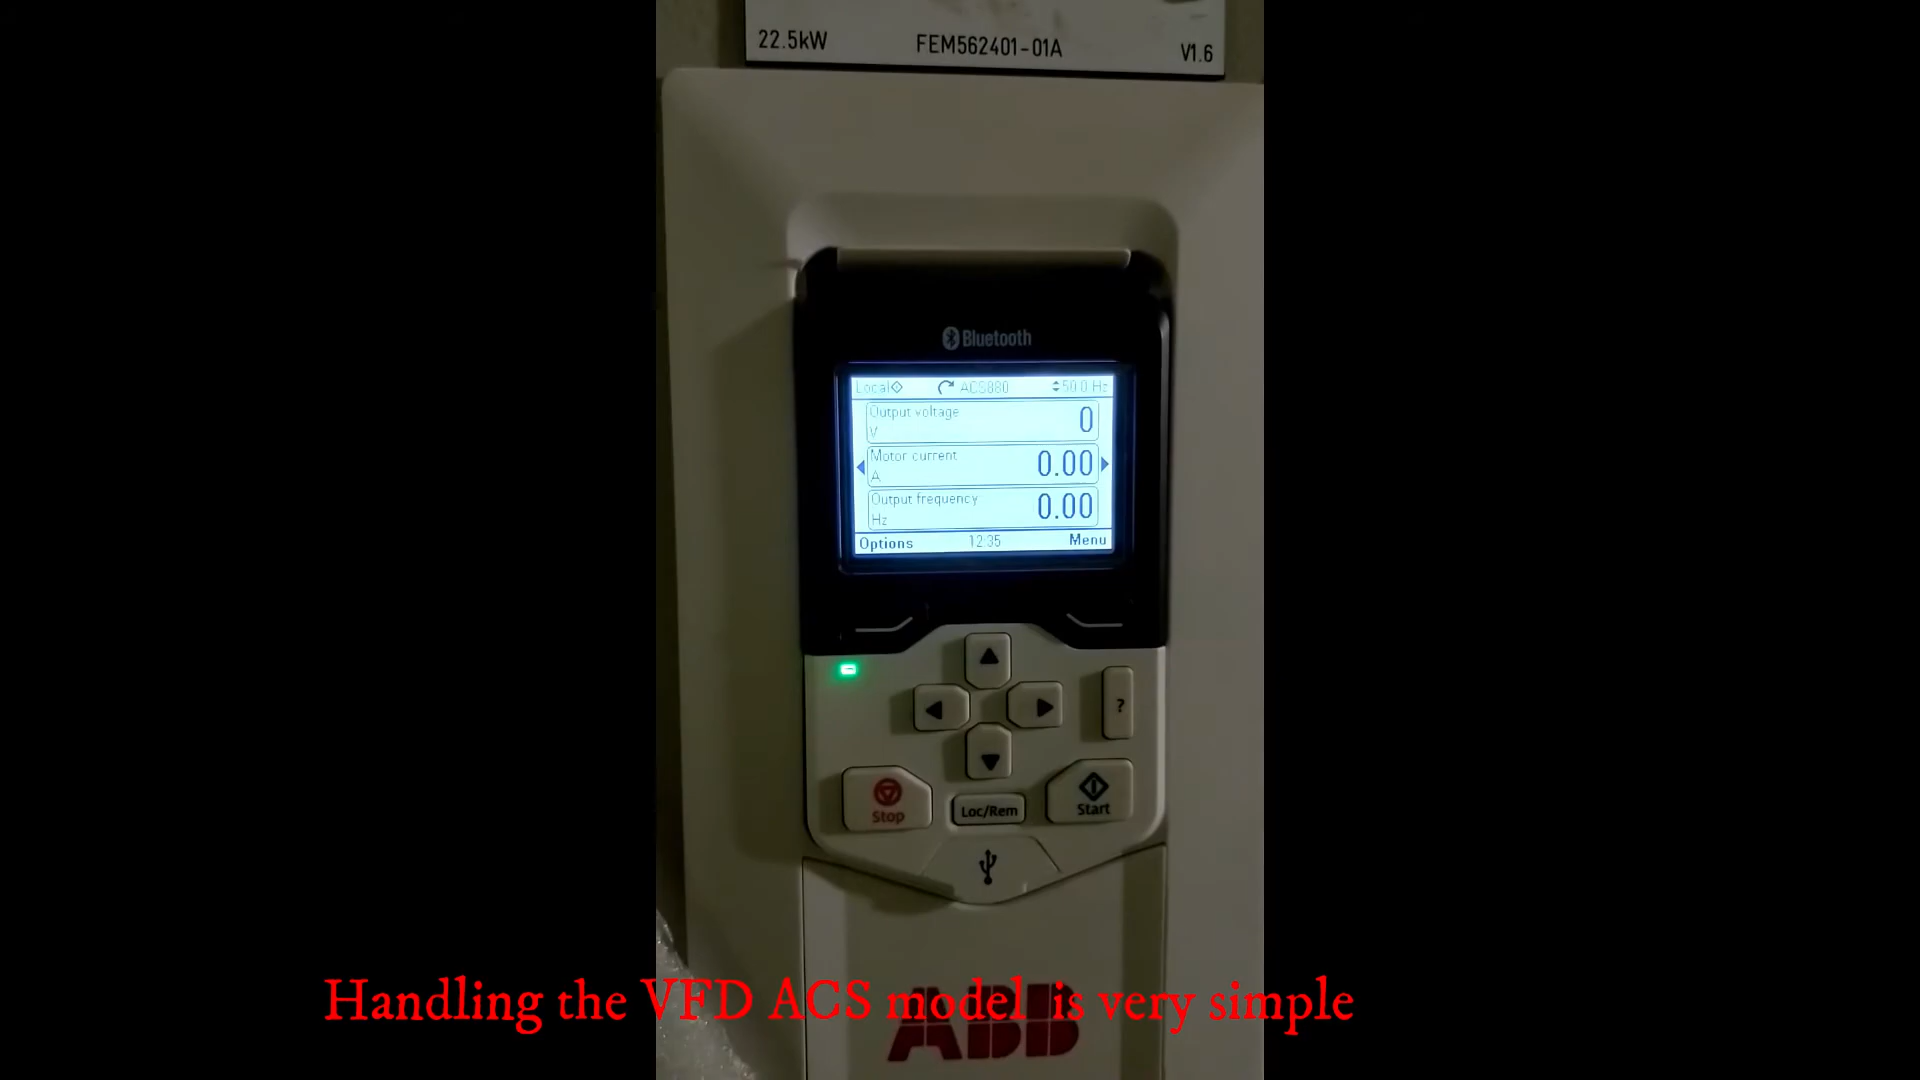 22.5kW FEM562401-01A V1.6
Bluetooth
Local ACS880 50.0 Hz
Output voltage
V 0
Motor current
A 0.00
Output frequency
Hz 0.00
Options 12:35 Menu
?
Stop Loc/Rem Start
Handling the VFD ACS model is very simple
ABB